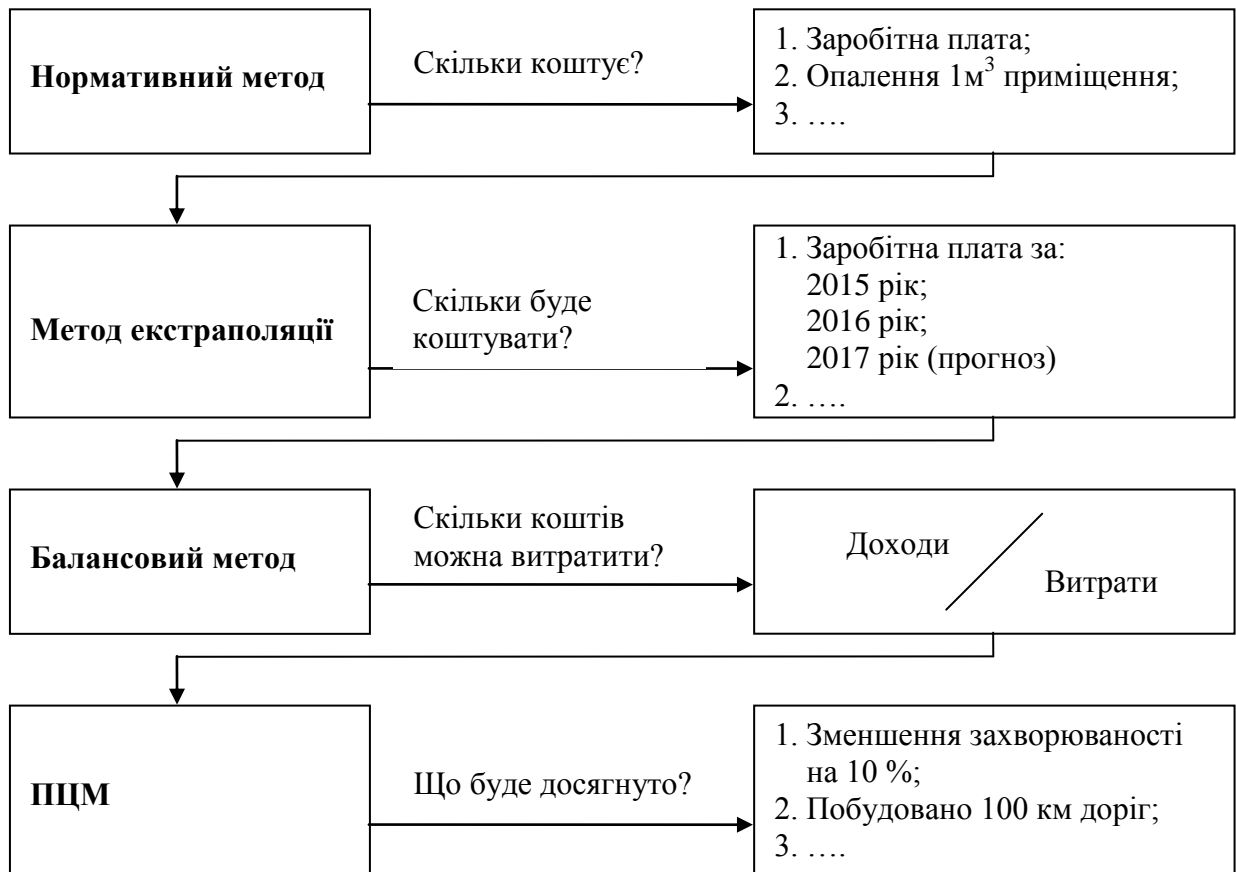 Нормативний метод
Скільки коштує?
1. Заробітна плата;
2. Опалення 1м³ приміщення;
3. ….
Метод екстраполяції
Скільки буде
коштувати?
1. Заробітна плата за:
2015 рік;
2016 рік;
2017 рік (прогноз)
2. ….
Балансовий метод
Скільки коштів
можна витратити?
Доходи
Витрати
ПЦМ
Що буде досягнуто?
1. Зменшення захворюваності
на 10 %;
2. Побудовано 100 км доріг;
3. ….